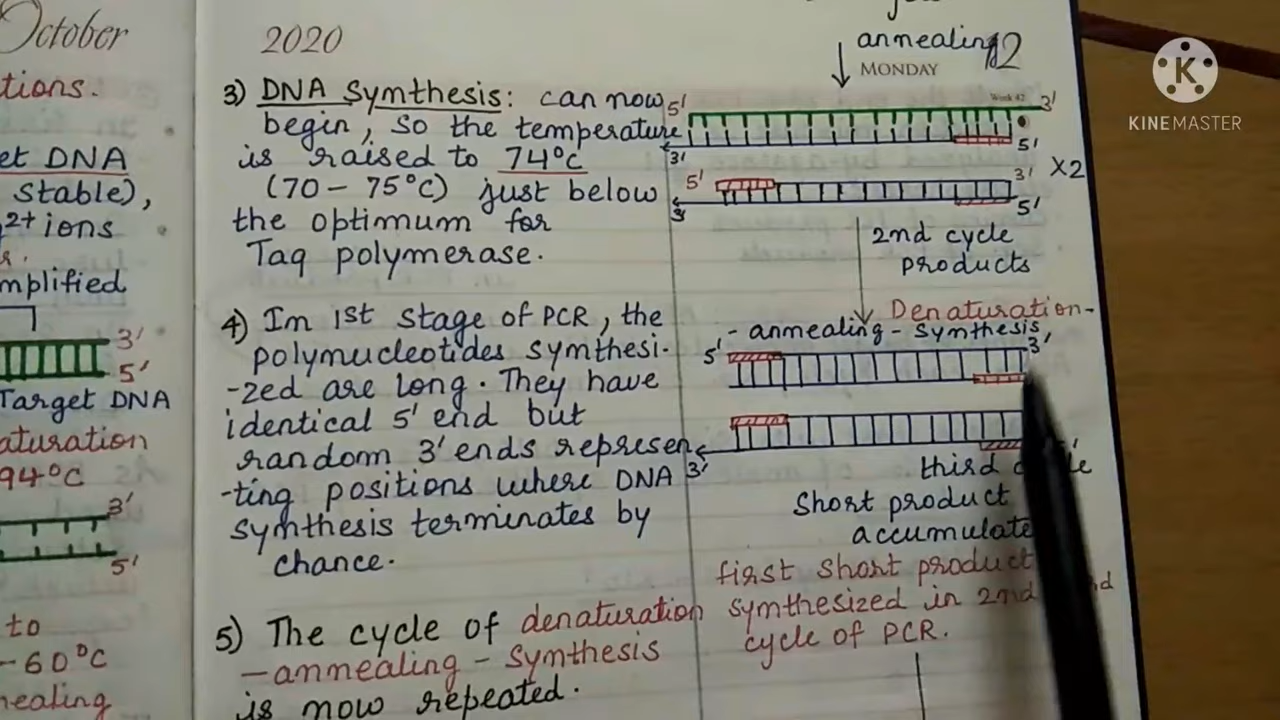 October
tions.
et DNA
Stable),
2+ ions
mplified
3'
5'
Target DNA
aturation
94°C
3'
5'
to
-60°C
nealing
2020
3) DNA Synthesis: can now
begin, so the temperature
is raised to 74°C
(70 - 75°C) just below
the optimum for
Taq polymerase.
4) In 1st stage of PCR, the
polynucleotides synthesi-
-zed are long. They have
identical 5' end but
random 3' ends represen
-ting positions where DNA
synthesis terminates by
chance.
5) The cycle of denaturation
-annealing - synthesis
is now repeated.
annealing
MONDAY 12
5' 3'
3' 5'
5' 3' X2
3' 5'
2nd cycle
products
Denaturation-
- annealing - synthesis
5' 3'
3'
third
Short product
accumulate
first short product
synthesized in 2nd
cycle of PCR.
K
KINEMASTER